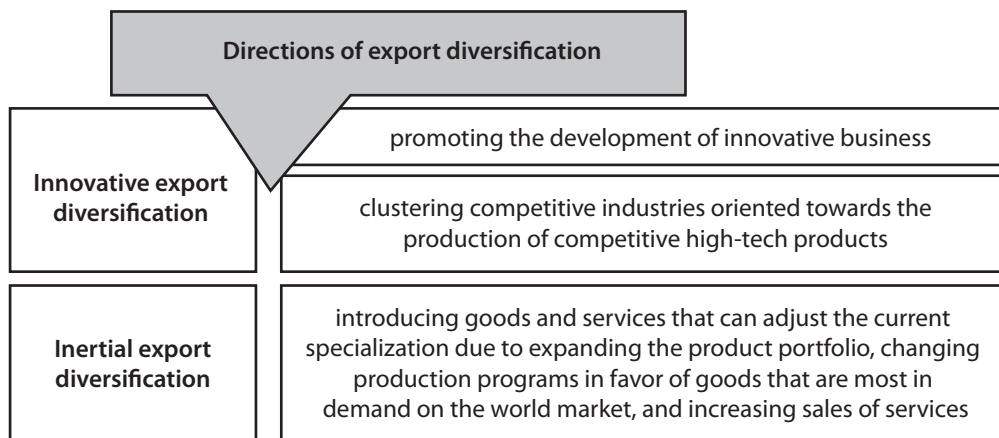 Directions of export diversification
Innovative export
diversification
promoting the development of innovative business
clustering competitive industries oriented towards the
production of competitive high-tech products
Inertial export
diversification
introducing goods and services that can adjust the current
specialization due to expanding the product portfolio, changing
production programs in favor of goods that are most in
demand on the world market, and increasing sales of services